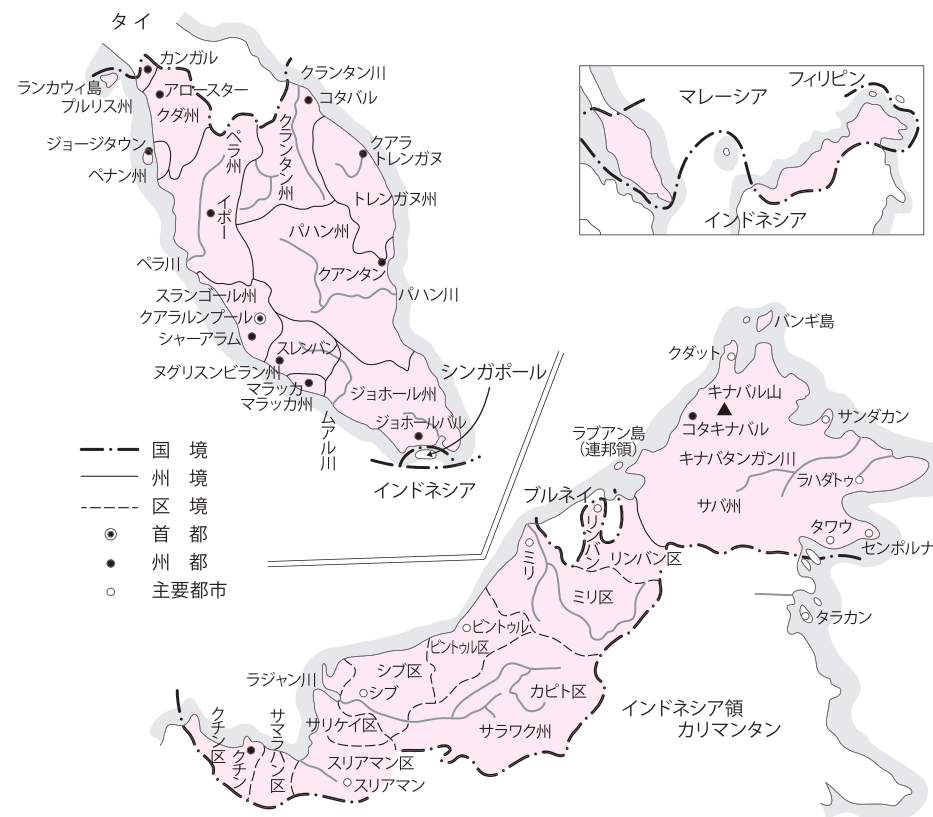 タイ
カンガル
ランカウィ島
プルリス州
アロースター
クダ州
クランタン川
コタバル
ジョージタウン
ペナン州
ペラ州
クランタン州
クアラ
トレンガヌ
トレンガヌ州
イポー
パハン州
クアンタン
ペラ川
パハン川
スランゴール州
クアラルンプール
シャーアラム
スレンバン
ヌグリスンビラン州
マラッカ
マラッカ州
ムアル川
ジョホール州
ジョホールバル
シンガポール
インドネシア
フィリピン
マレーシア
インドネシア
国　境
州　境
区　境
首　都
州　都
主要都市
バンギ島
クダット
キナバル山
コタキナバル
サンダカン
ラブアン島
(連邦領)
キナバタンガン川
ラハダトゥ
サバ州
タワウ
センポルナ
ブルネイ
リンバン
リンバン区
ミリ
ミリ区
タラカン
ビントゥル
ビントゥル区
シブ区
シブ
ラジャン川
カピト区
サリケイ区
サラワク州
インドネシア領
カリマンタン
クチン区
クチン
サマラハン区
スリアマン区
スリアマン